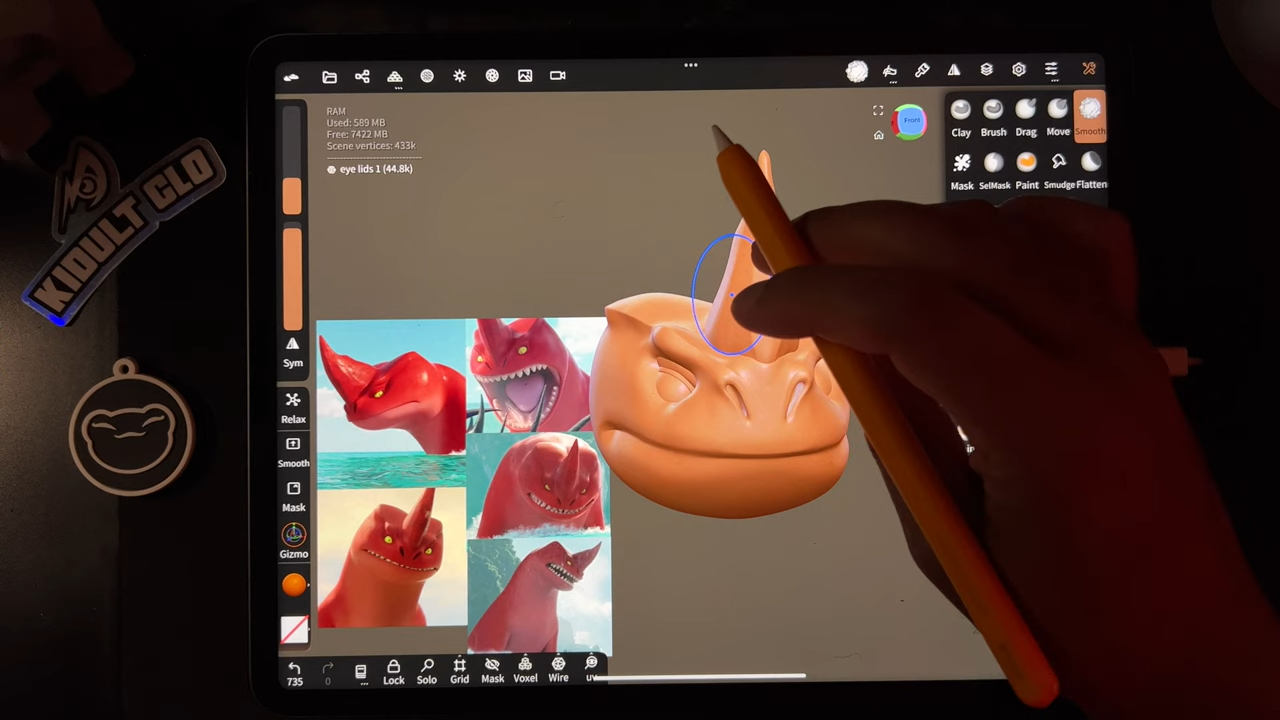 RAM
Used: 589 MB
Free: 7422 MB
Scene vertices: 433k
eye lids 1 (44.8k)
Front
Clay Brush Drag Move Smooth
Mask SelMask Paint Smudge Flatten
KIDULT CLO
Sym
Relax
Smooth
Mask
Gizmo
735 0 Lock Solo Grid Mask Voxel Wire